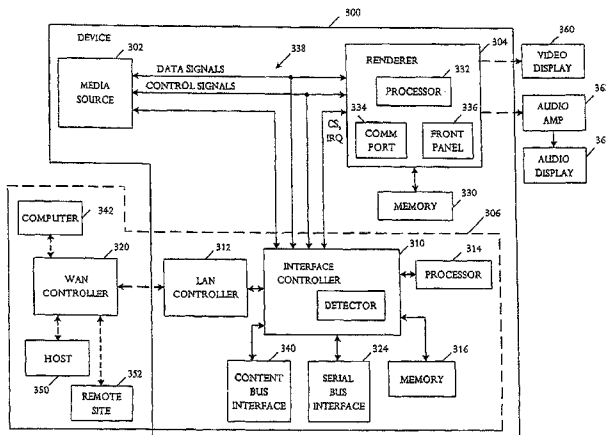 300
DEVICE
302
MEDIA
SOURCE
338
DATA SIGNALS
CONTROL SIGNALS
304
RENDERER
332
PROCESSOR
334
COMM
PORT
336
FRONT
PANEL
CS,
IRQ
360
VIDEO
DISPLAY
AUDIO
AMP
AUDIO
DISPLAY
330
MEMORY
306
342
COMPUTER
320
WAN
CONTROLLER
312
LAN
CONTROLLER
310
INTERFACE
CONTROLLER
DETECTOR
314
PROCESSOR
HOST
350
352
REMOTE
SITE
340
CONTENT
BUS
INTERFACE
324
SERIAL
BUS
INTERFACE
316
MEMORY